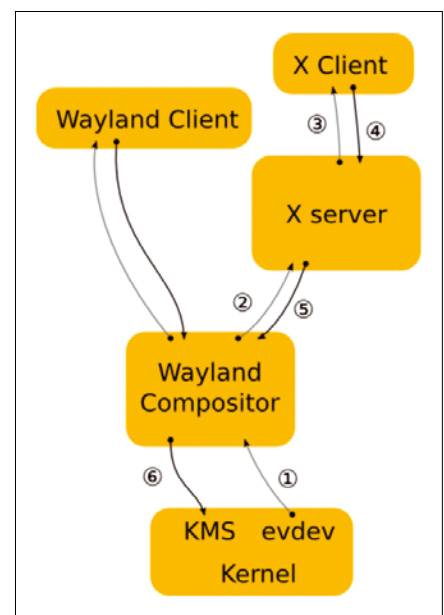 X Client
Wayland Client
③
④
X server
②
⑤
Wayland
Compositor
⑥
①
KMS evdev
Kernel